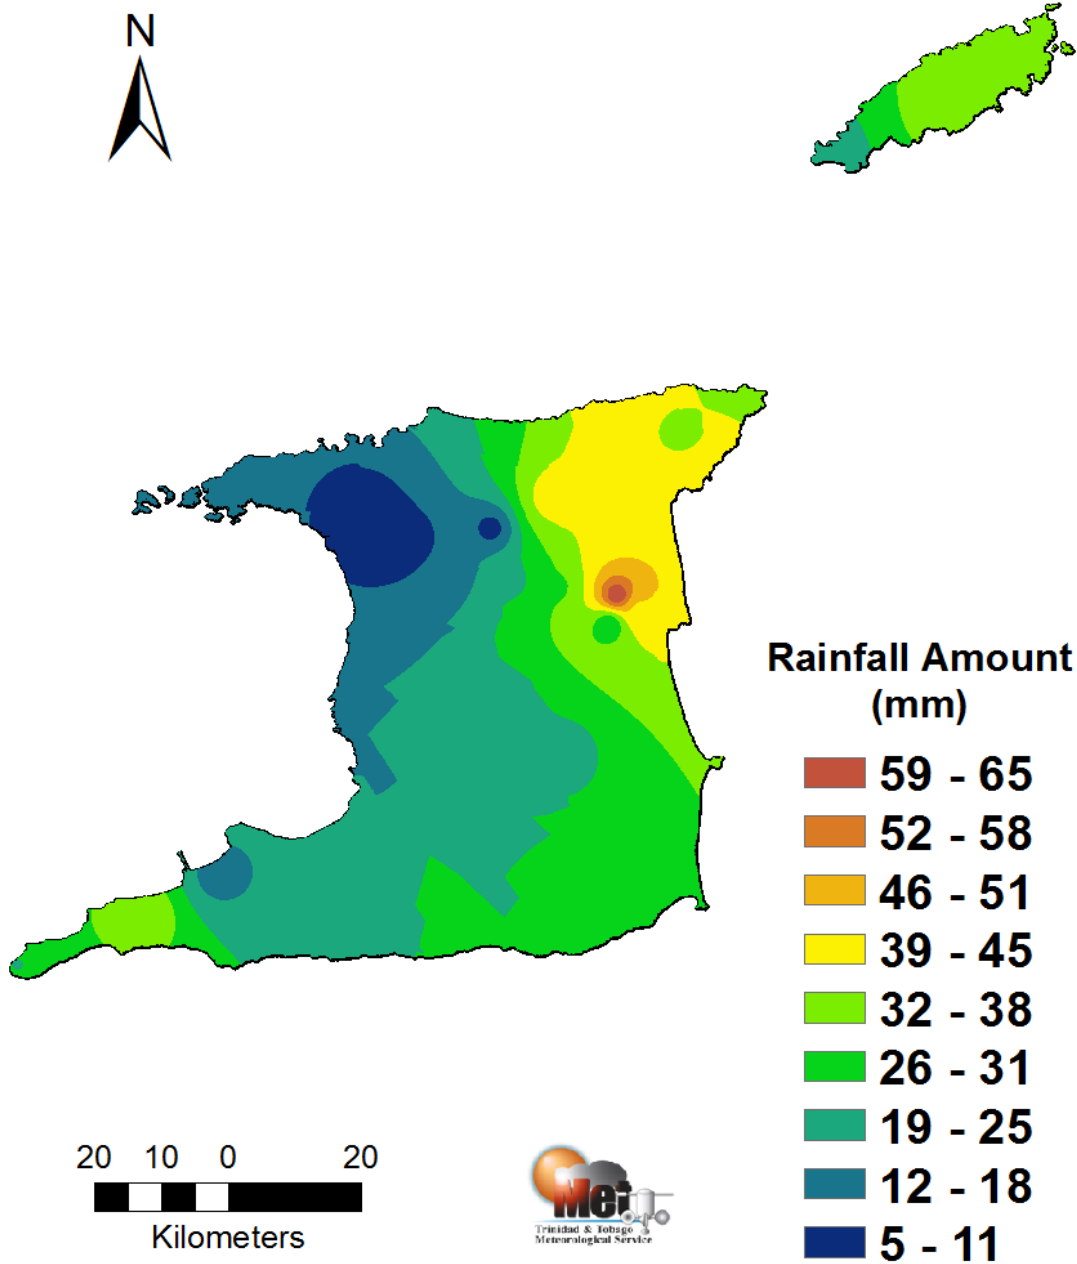 N
Rainfall Amount
(mm)
59 - 65
52 - 58
46 - 51
39 - 45
32 - 38
26 - 31
19 - 25
12 - 18
5 - 11
20 10 0 20
Kilometers
Met
Trinidad & Tobago
Meteorological Service